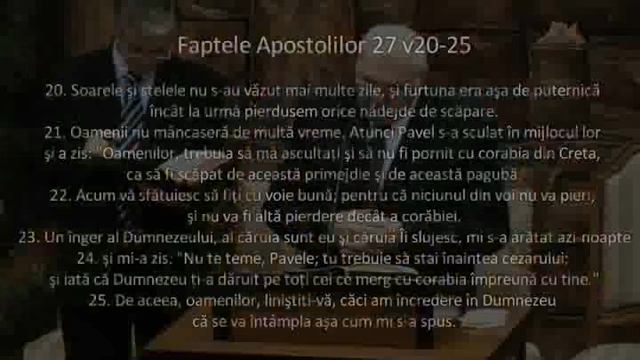 Faptele Apostolilor 27 v20-25
20. Soarele și stelele nu s-au văzut mai multe zile, și furtuna era așa de puternică
încât la urmă pierdusem orice nădejde de scăpare.
21. Oamenii nu mâncaseră de multă vreme. Atunci Pavel s-a sculat în mijlocul lor
și a zis: "Oamenilor, trebuia să mă ascultați și să nu fi pornit cu corabia din Creta,
ca să fi scăpat de această primejdie și de această pagubă.
22. Acum vă sfătuiesc să fiți cu voie bună; pentru că niciunul din voi nu va pieri,
și nu va fi altă pierdere decât a corăbiei.
23. Un înger al Dumnezeului, al căruia sunt eu și căruia Îi slujesc, mi s-a arătat azi-noapte
24. și mi-a zis: "Nu te teme, Pavele; tu trebuie să stai înaintea cezarului:
și iată că Dumnezeu ți-a dăruit pe toți cei ce merg cu corabia împreună cu tine."
25. De aceea, oamenilor, liniștiți-vă, căci am încredere în Dumnezeu
că se va întâmpla așa cum mi s-a spus.